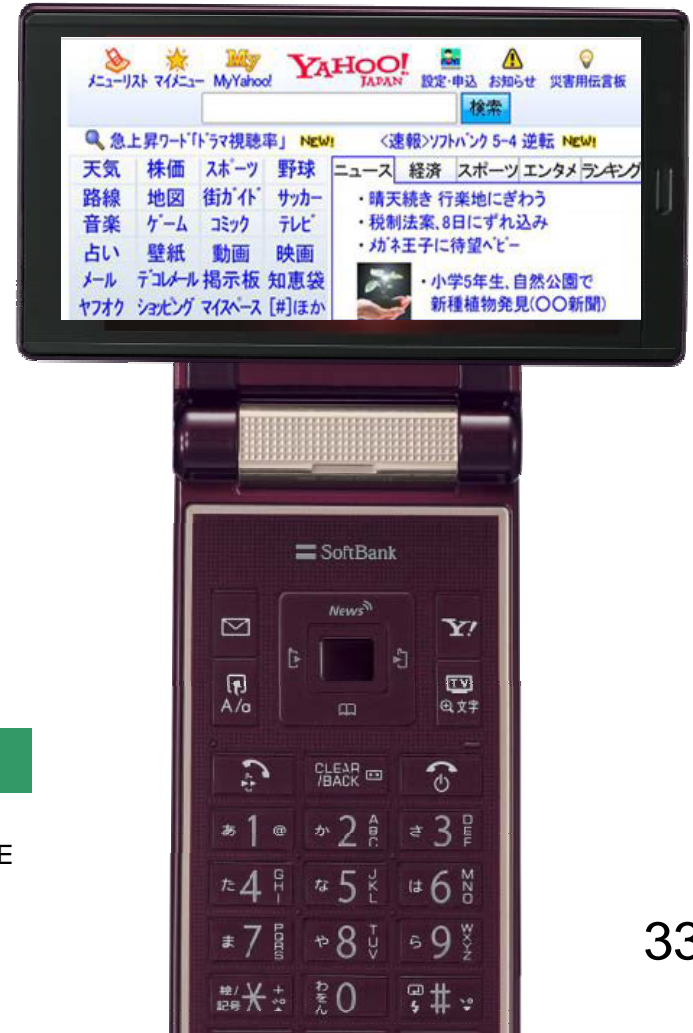 メニューリスト マイメニュー MyYahoo! YAHOO! JAPAN 設定・申込 お知らせ 災害用伝言板
検索
急上昇ワード「ドラマ視聴率」 NEW! <速報>ソフトバンク 5-4 逆転 NEW!
天気 株価 スポーツ 野球
路線 地図 街ガイド サッカー
音楽 ゲーム コミック テレビ
占い 壁紙 動画 映画
メール デコレメール 掲示板 知恵袋
ヤフオク ショッピング マイスペース [#]ほか
ニュース 経済 スポーツ エンタメ ランキング
・晴天続き 行楽地にぎわう
・税制法案、8日にずれ込み
・メガネ王子に待望ベビー
・小学5年生、自然公園で
新種植物発見(〇〇新聞)
SoftBank
News
Y!
A/a
TV
文字
CLEAR
/BACK
あ 1 @ か 2 ABC さ 3 DEF
た 4 GHI な 5 JKL は 6 MNO
ま 7 PQRS や 8 TUV ら 9 WXYZ
絵/記号 * + わをん 0 #
E
33